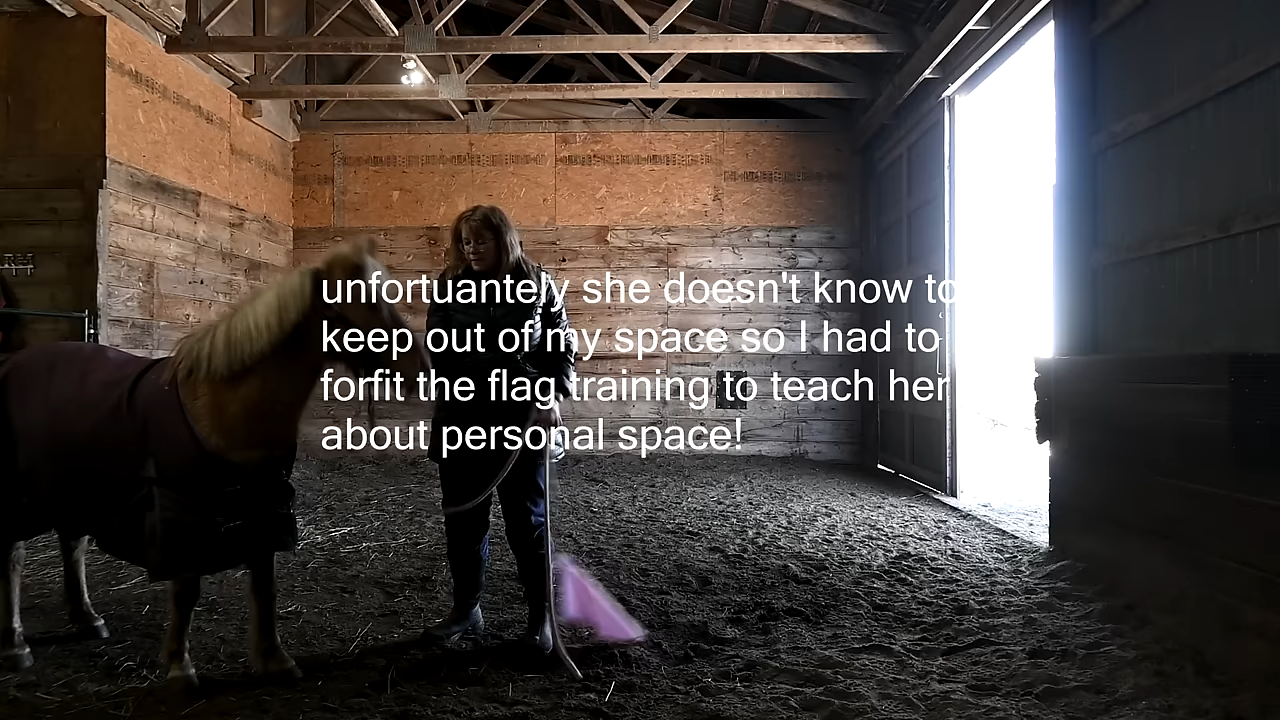 unfortuantely she doesn't know to
keep out of my space so I had to
forfit the flag training to teach her
about personal space!